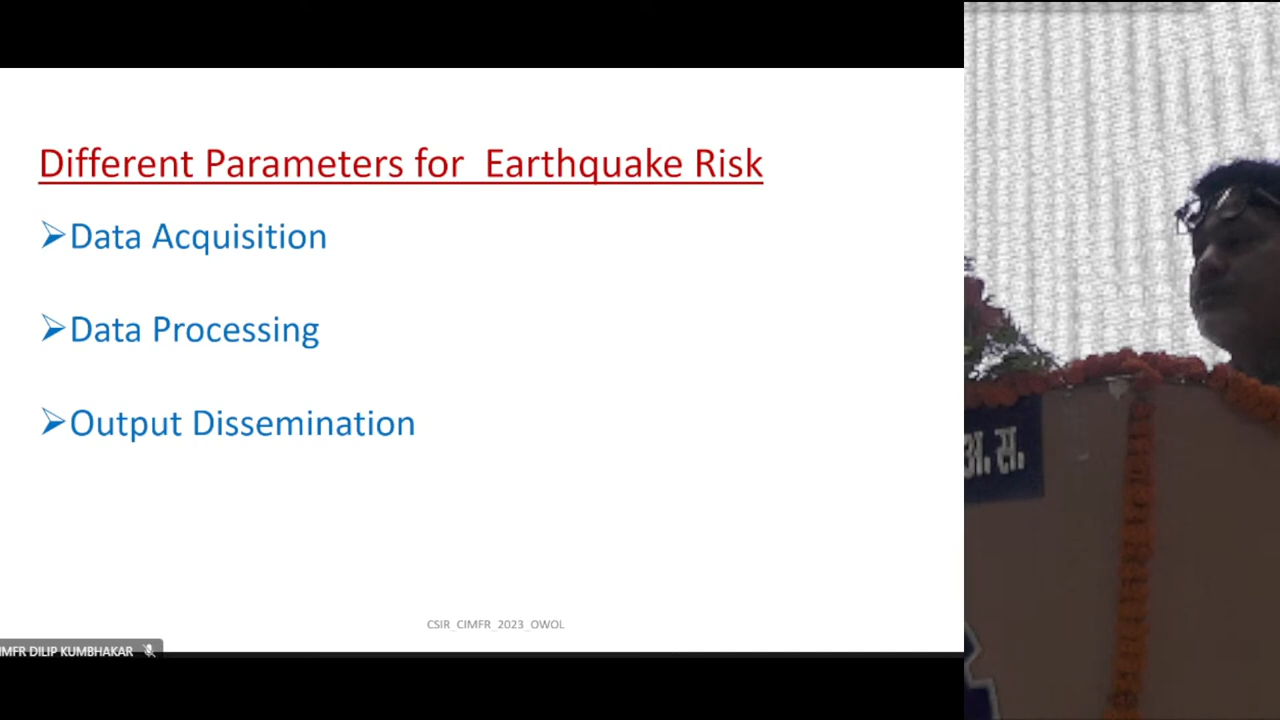 Different Parameters for Earthquake Risk
➢Data Acquisition
➢Data Processing
➢Output Dissemination
CSIR_CIMFR_2023_OWOL
IMFR DILIP KUMBHAKAR
अ. स.